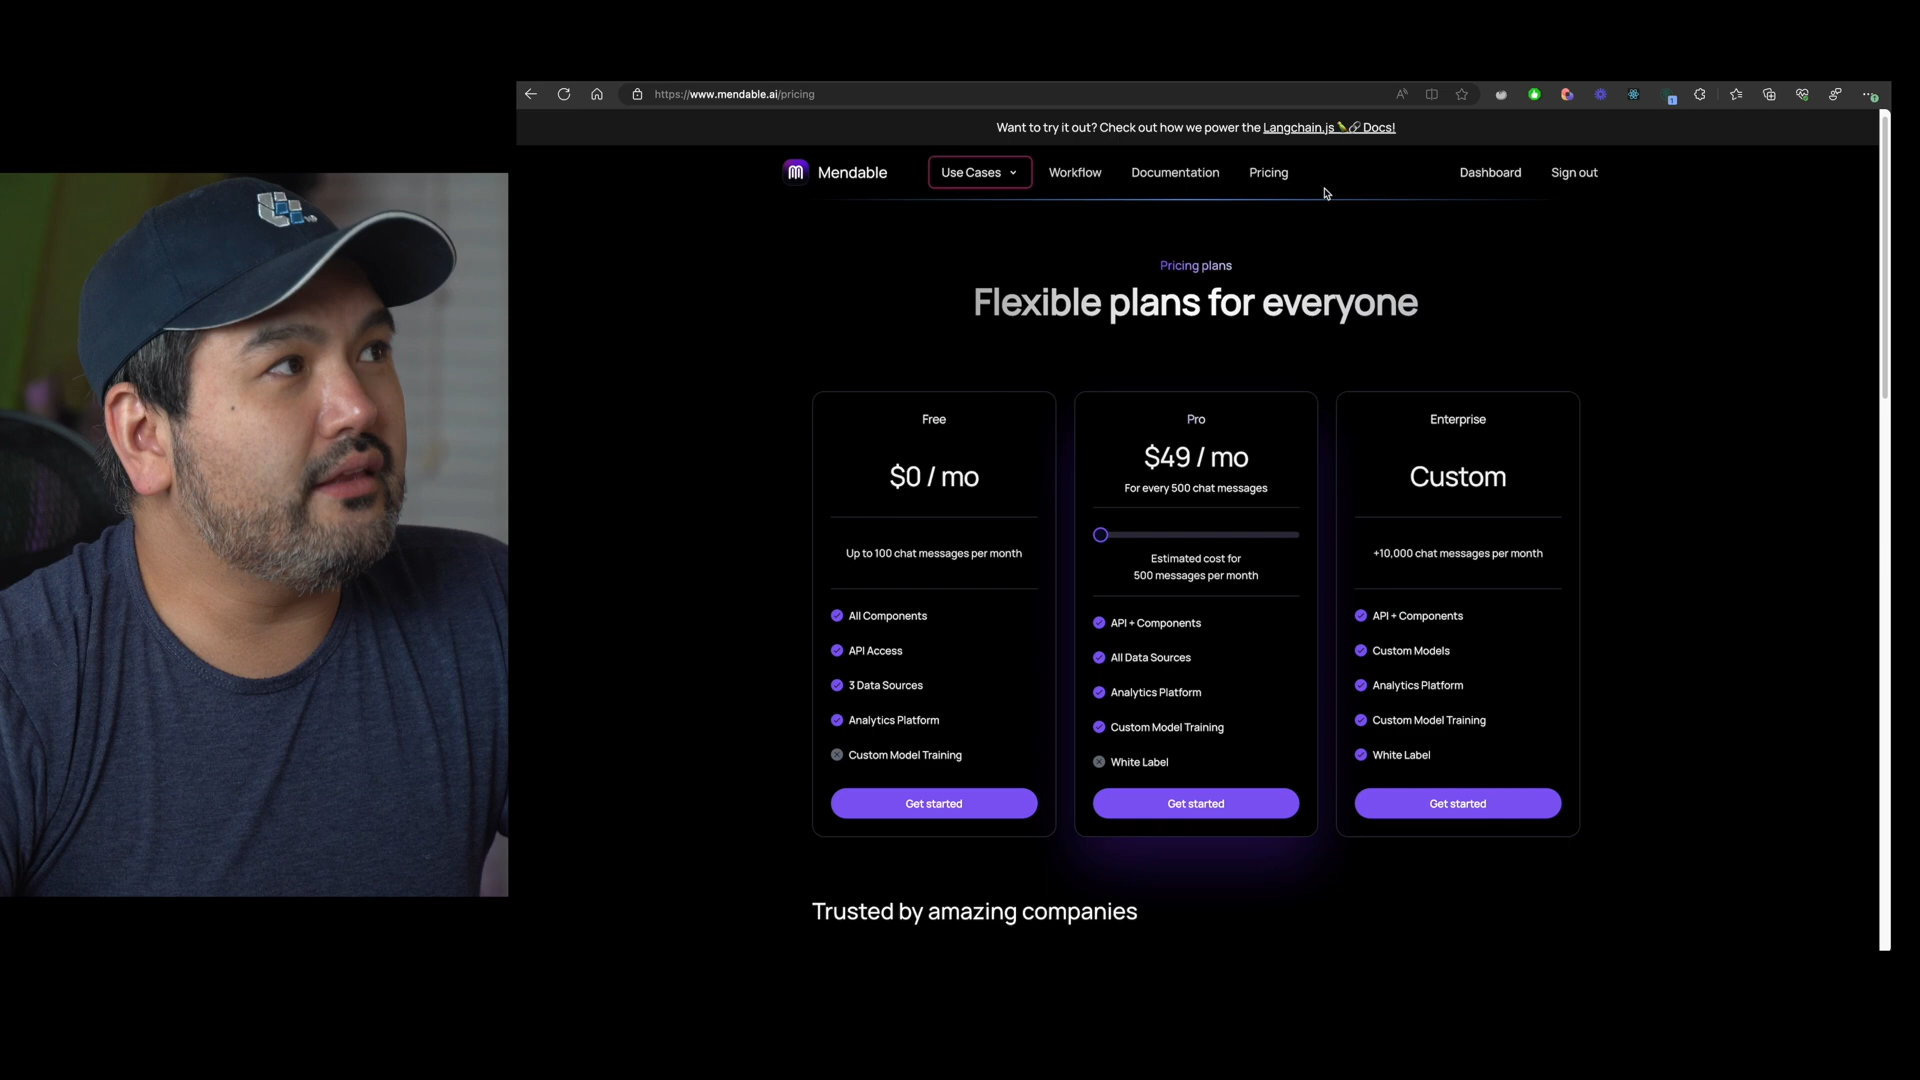 https://www.mendable.ai/pricing
Want to try it out? Check out how we power the Langchain.js 🦜🔗 Docs!
Mendable
Use Cases
Workflow
Documentation
Pricing
Dashboard
Sign out
Pricing plans
Flexible plans for everyone
Free
$0 / mo
Up to 100 chat messages per month
All Components
API Access
3 Data Sources
Analytics Platform
Custom Model Training
Get started
Pro
$49 / mo
For every 500 chat messages
Estimated cost for
500 messages per month
API + Components
All Data Sources
Analytics Platform
Custom Model Training
White Label
Get started
Enterprise
Custom
+10,000 chat messages per month
API + Components
Custom Models
Analytics Platform
Custom Model Training
White Label
Get started
Trusted by amazing companies